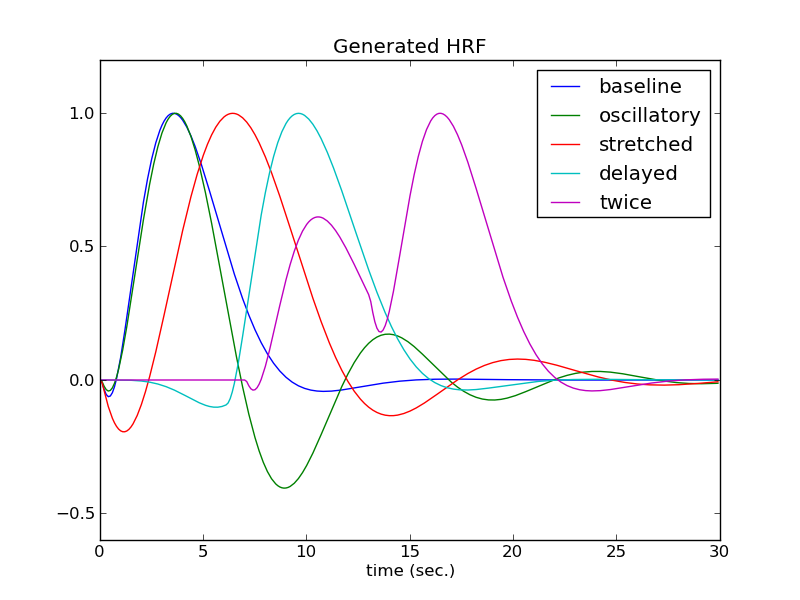 Generated HRF
baseline
oscillatory
stretched
delayed
twice
1.0
0.5
0.0
−0.5
0 5 10 15 20 25 30
time (sec.)